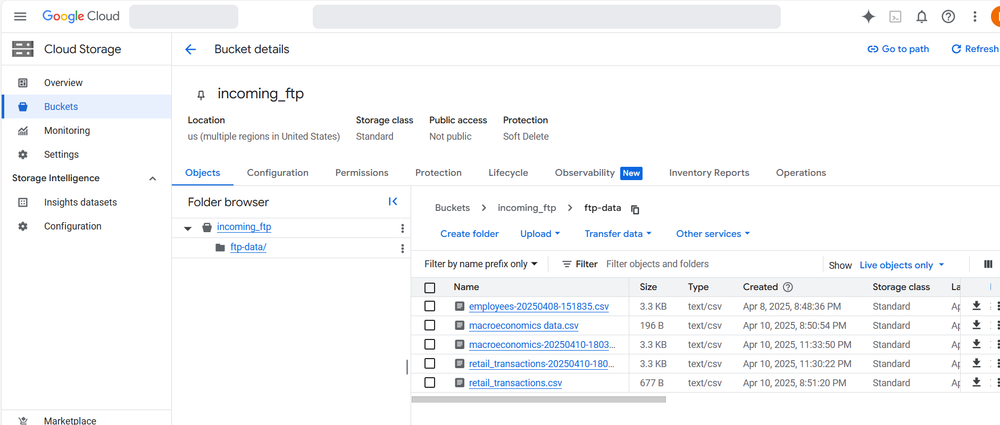 Google Cloud
Cloud Storage
Overview
Buckets
Monitoring
Settings
Storage Intelligence
Insights datasets
Configuration
Marketplace
Bucket details
Go to path
Refresh
incoming_ftp
Location Storage class Public access Protection
us (multiple regions in United States) Standard Not public Soft Delete
Objects Configuration Permissions Protection Lifecycle Observability New Inventory Reports Operations
Folder browser
incoming_ftp
ftp-data/
Buckets > incoming_ftp > ftp-data
Create folder Upload Transfer data Other services
Filter by name prefix only Filter Filter objects and folders Show Live objects only
Name Size Type Created Storage class
employees-20250408-151835.csv 3.3 KB text/csv Apr 8, 2025, 8:48:36 PM Standard
macroeconomics data.csv 196 B text/csv Apr 10, 2025, 8:50:54 PM Standard
macroeconomics-20250410-1803... 3.3 KB text/csv Apr 10, 2025, 11:33:50 PM Standard
retail_transactions-20250410-180... 3.3 KB text/csv Apr 10, 2025, 11:30:22 PM Standard
retail_transactions.csv 677 B text/csv Apr 10, 2025, 8:51:20 PM Standard